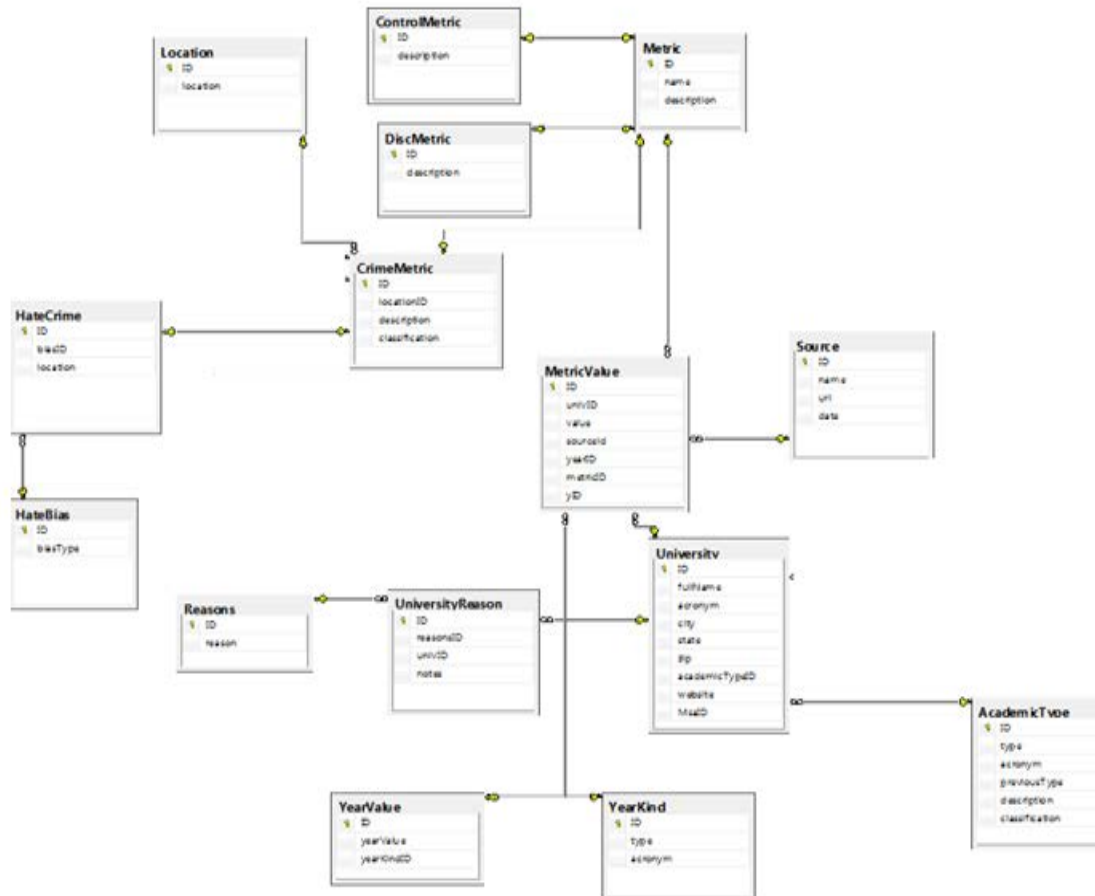 ControlMetric
ID
description
Metric
ID
name
description
Location
ID
location
DiscMetric
ID
description
CrimeMetric
ID
locationID
description
classification
HateCrime
ID
biasID
location
MetricValue
ID
univID
value
sourceId
yearID
metricID
yID
Source
ID
name
url
date
HateBias
ID
biasType
University
ID
fullName
acronym
city
state
zip
academicTypeID
website
MsaID
Reasons
ID
reason
UniversityReason
ID
reasonsID
univID
notes
AcademicType
ID
type
acronym
previousType
description
classification
YearValue
ID
yearValue
yearKindID
YearKind
ID
type
acronym